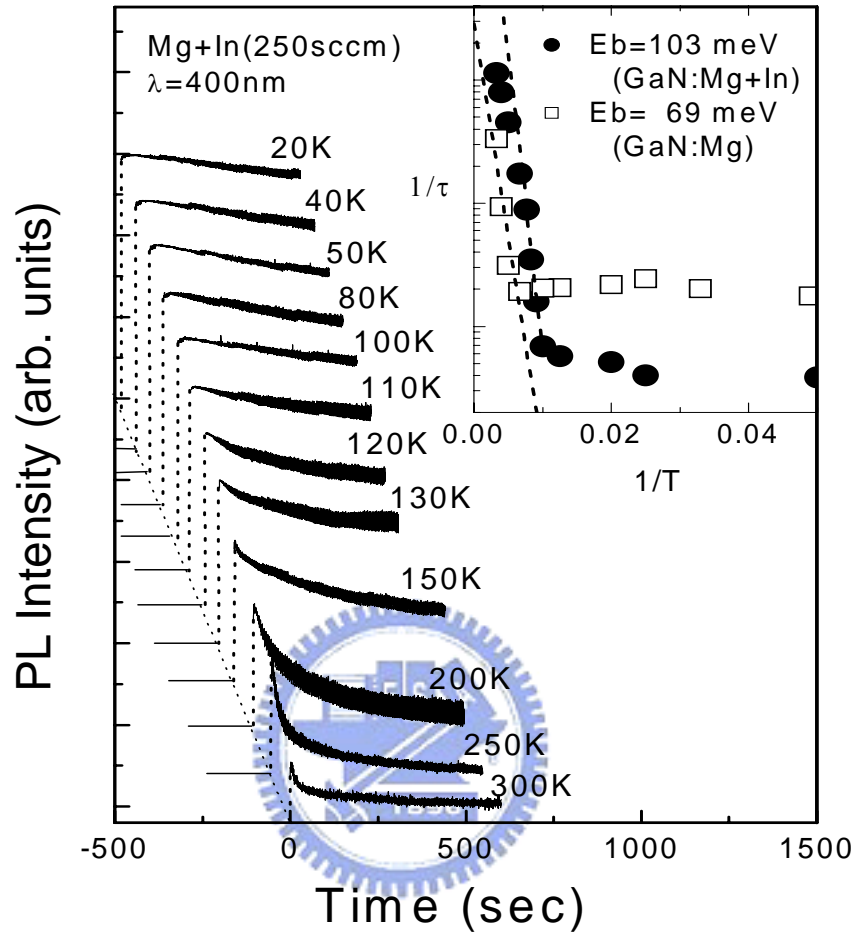 Mg+In(250sccm)
λ=400nm
Eb=103 meV
(GaN:Mg+In)
Eb= 69 meV
(GaN:Mg)
1/τ
0.00 0.02 0.04
1/T
20K
40K
50K
80K
100K
110K
120K
130K
150K
200K
250K
300K
PL Intensity (arb. units)
-500 0 500 1000 1500
Time (sec)